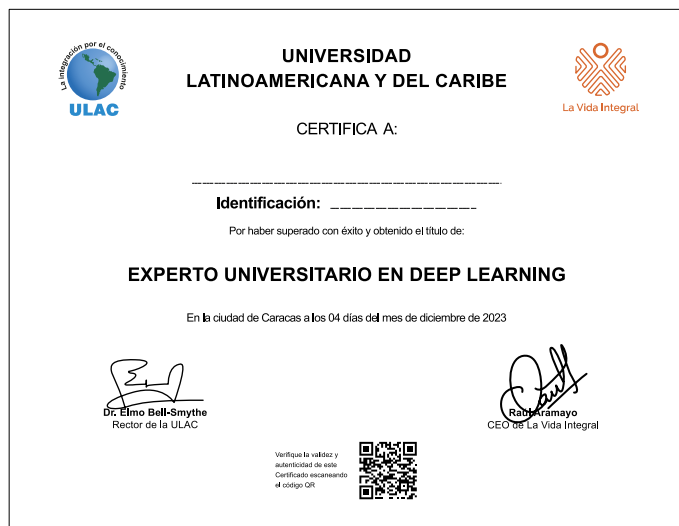 La integración por el conocimiento
ULAC
UNIVERSIDAD
LATINOAMERICANA Y DEL CARIBE
La Vida Integral
CERTIFICA A:
Identificación:
Por haber superado con éxito y obtenido el título de:
EXPERTO UNIVERSITARIO EN DEEP LEARNING
En la ciudad de Caracas a los 04 días del mes de diciembre de 2023
Dr. Elmo Bell-Smythe
Rector de la ULAC
Raúl Aramayo
CEO de La Vida Integral
Verifique la validez y
autenticidad de este
Certificado escaneando
el código QR